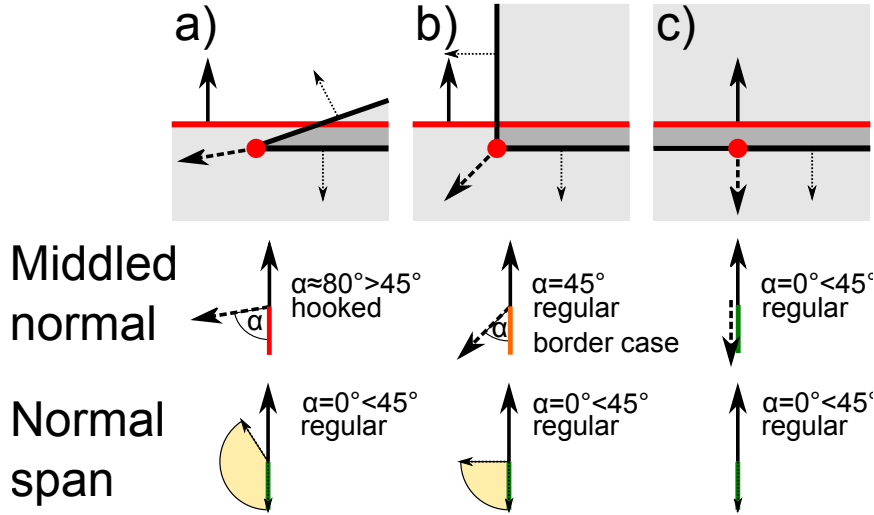 a)
b)
c)
Middled
normal
α≈80°>45°
hooked
α
α=45°
regular
border case
α
α=0°<45°
regular
Normal
span
α=0°<45°
regular
α=0°<45°
regular
α=0°<45°
regular